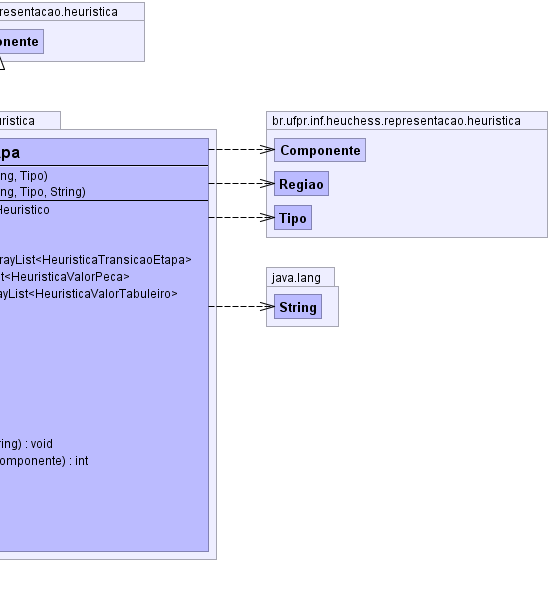 resentacao.heuristica
onente
ristica
apa
ng, Tipo)
ng, Tipo, String)
Heuristico
rayList<HeuristicaTransicaoEtapa>
t<HeuristicaValorPeca>
ayList<HeuristicaValorTabuleiro>
ring) : void
omponente) : int
br.ufpr.inf.heuchess.representacao.heuristica
Componente
Regiao
Tipo
java.lang
String